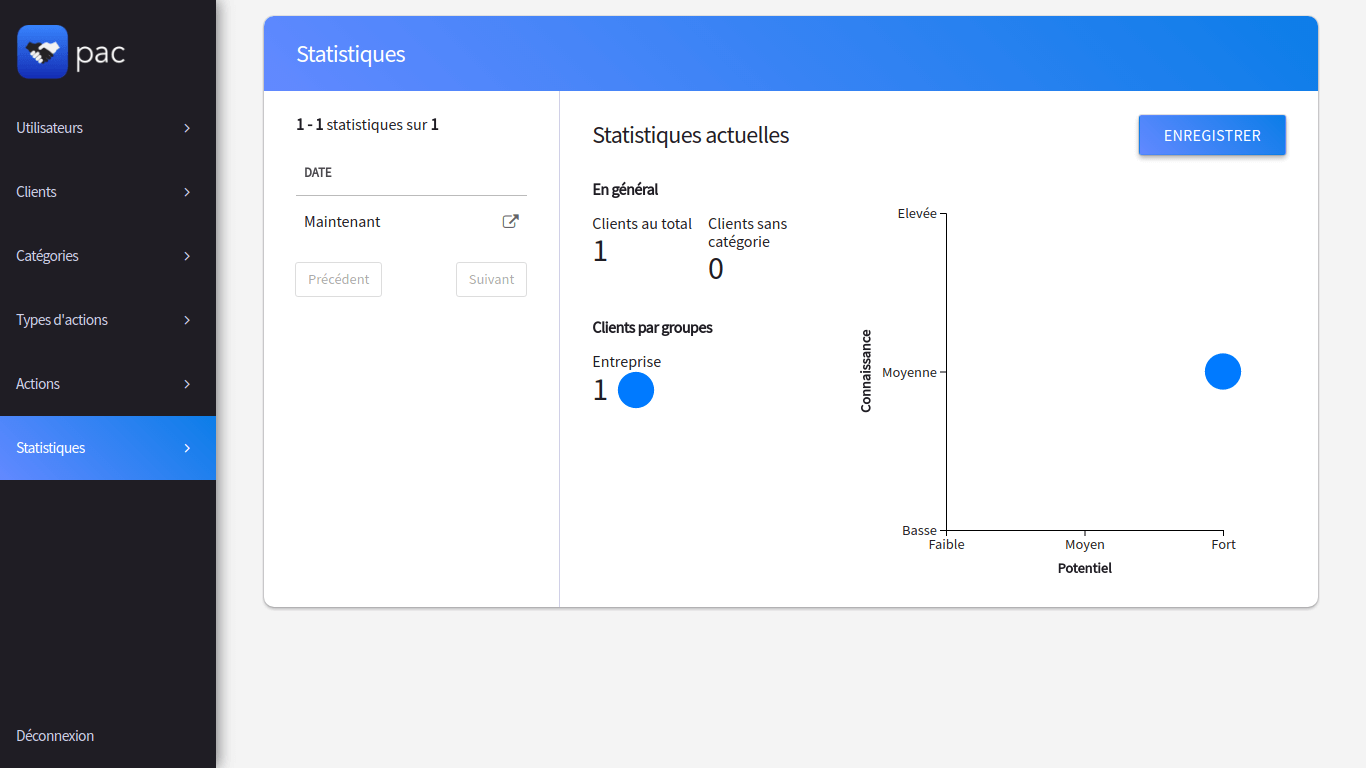 pac
Utilisateurs
Clients
Catégories
Types d'actions
Actions
Statistiques
Déconnexion
Statistiques
1 - 1 statistiques sur 1
DATE
Maintenant
Précédent
Suivant
Statistiques actuelles
ENREGISTRER
En général
Clients au total
1
Clients sans
catégorie
0
Clients par groupes
Entreprise
1
Elevée
Moyenne
Basse
Connaissance
Faible
Moyen
Fort
Potentiel